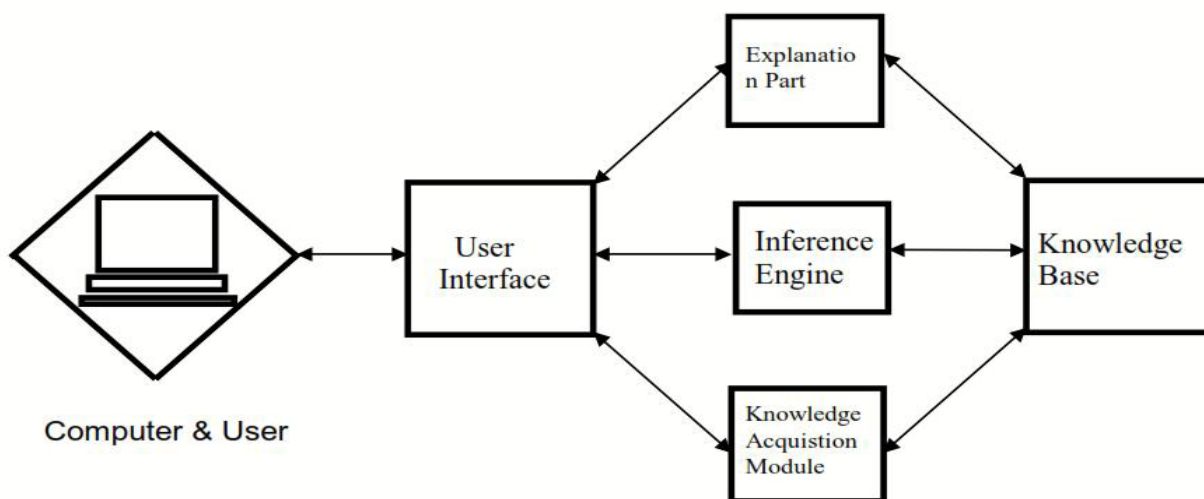 Explanatio
n Part
User
Interface
Inference
Engine
Knowledge
Base
Knowledge
Acquistion
Module
Computer & User